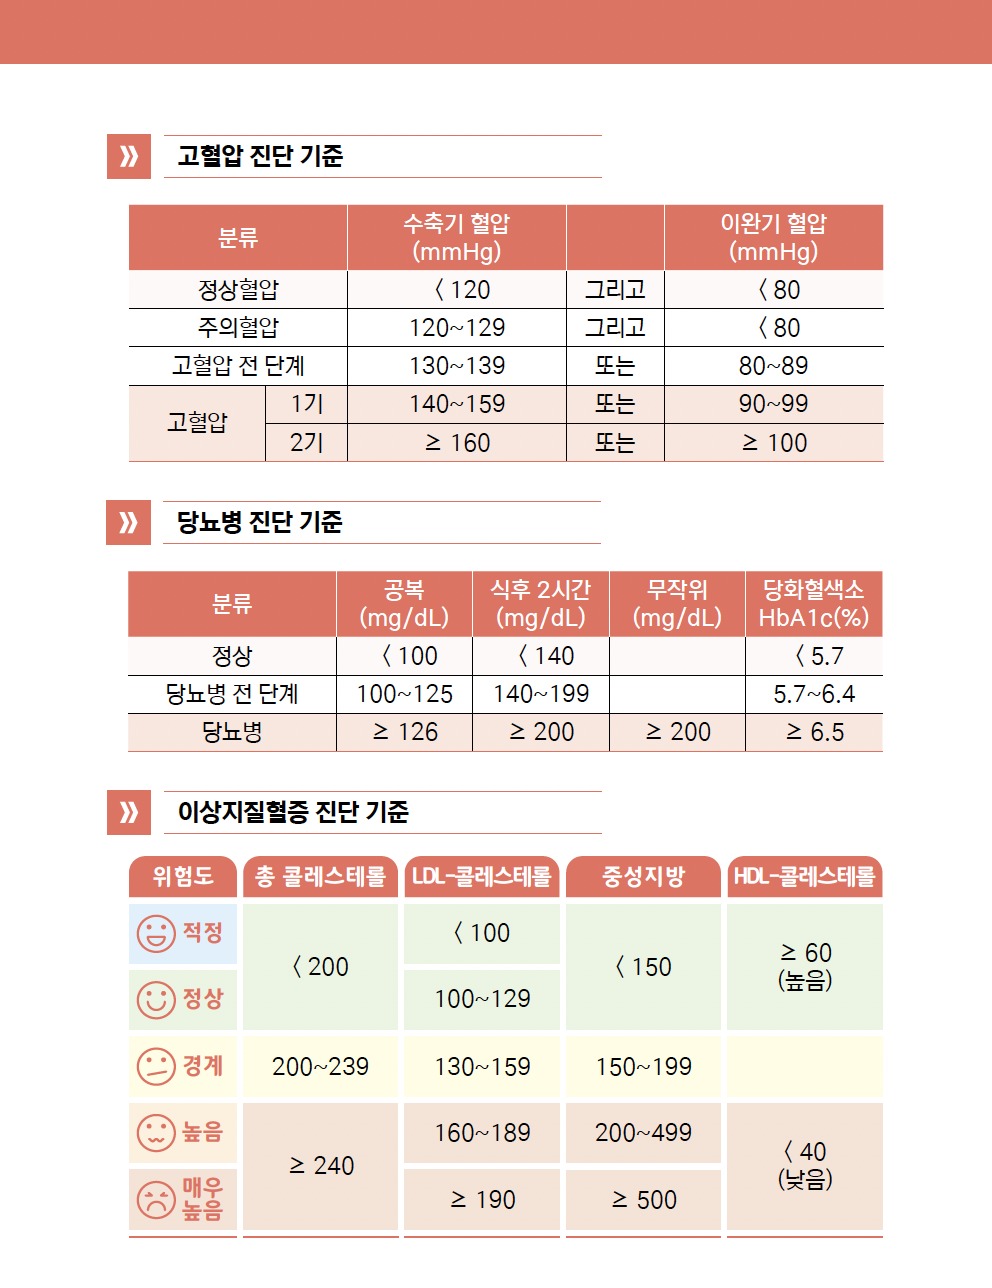 고혈압 진단 기준
분류 수축기 혈압 (mmHg) 이완기 혈압 (mmHg)
정상혈압 < 120 그리고 < 80
주의혈압 120~129 그리고 < 80
고혈압 전 단계 130~139 또는 80~89
고혈압 1기 140~159 또는 90~99
2기 ≥ 160 또는 ≥ 100
당뇨병 진단 기준
분류 공복 (mg/dL) 식후 2시간 (mg/dL) 무작위 (mg/dL) 당화혈색소 HbA1c(%)
정상 < 100 < 140 < 5.7
당뇨병 전 단계 100~125 140~199 5.7~6.4
당뇨병 ≥ 126 ≥ 200 ≥ 200 ≥ 6.5
이상지질혈증 진단 기준
위험도 총 콜레스테롤 LDL-콜레스테롤 중성지방 HDL-콜레스테롤
적정 < 200 < 100 < 150 ≥ 60 (높음)
정상 100~129
경계 200~239 130~159 150~199
높음 ≥ 240 160~189 200~499 < 40 (낮음)
매우 높음 ≥ 190 ≥ 500